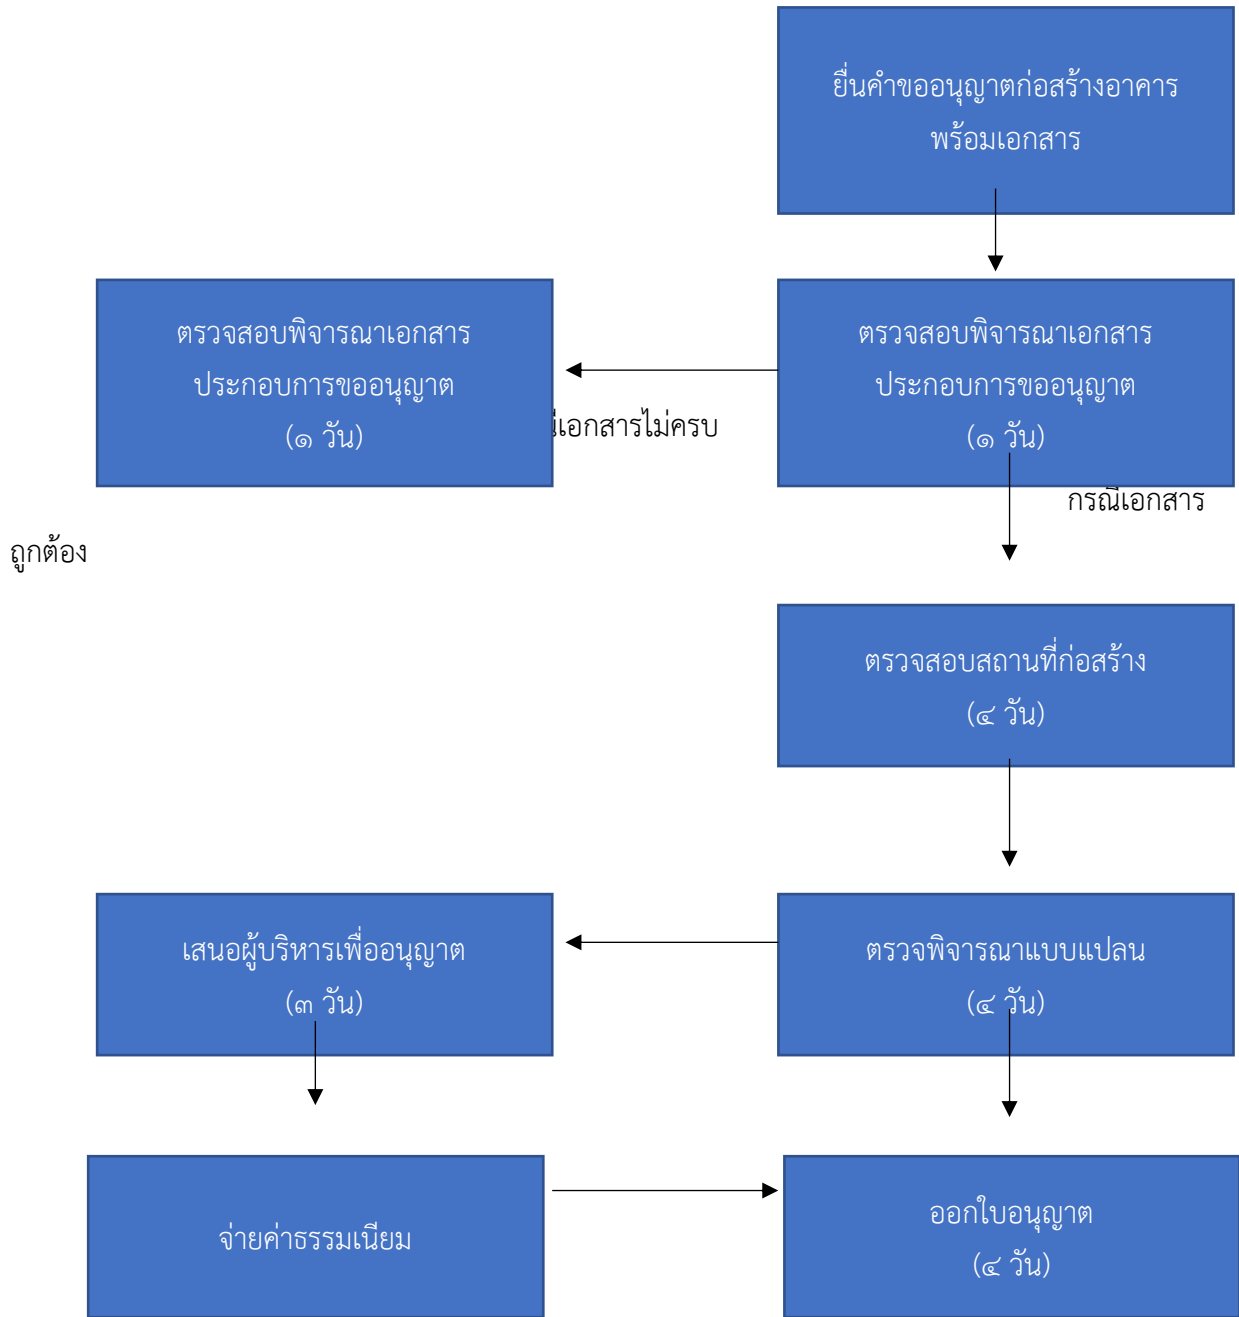 ยื่นคำขออนุญาตก่อสร้างอาคาร
พร้อมเอกสาร
ตรวจสอบพิจารณาเอกสาร
ประกอบการขออนุญาต
(๑ วัน)
ตรวจสอบพิจารณาเอกสาร
ประกอบการขออนุญาต
(๑ วัน)
เอกสารไม่ครบ
กรณีเอกสาร
ถูกต้อง
ตรวจสอบสถานที่ก่อสร้าง
(๔ วัน)
เสนอผู้บริหารเพื่ออนุญาต
(๓ วัน)
ตรวจพิจารณาแบบแปลน
(๔ วัน)
จ่ายค่าธรรมเนียม
ออกใบอนุญาต
(๔ วัน)